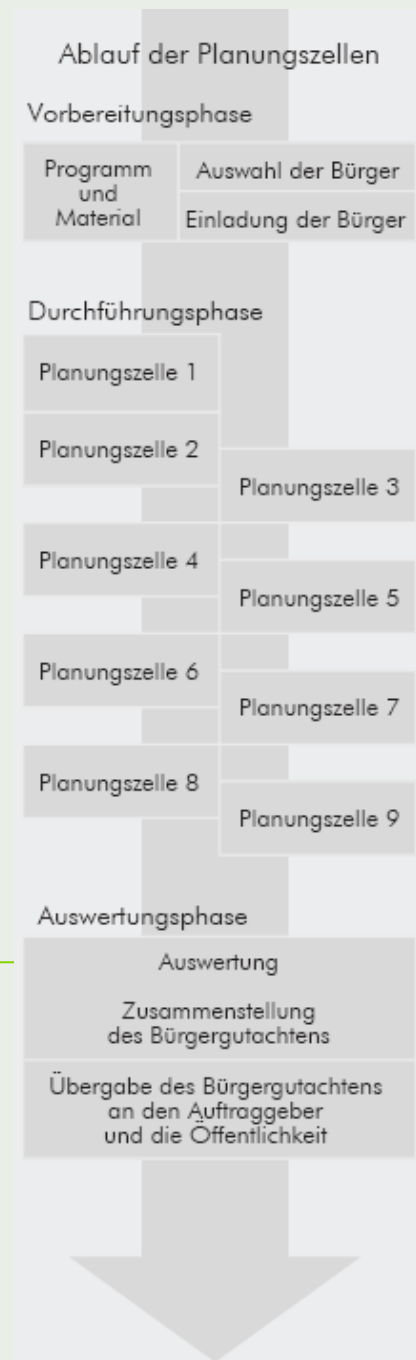 Ablauf der Planungszellen
Vorbereitungsphase
Programm
und
Material
Auswahl der Bürger
Einladung der Bürger
Durchführungsphase
Planungszelle 1
Planungszelle 2
Planungszelle 3
Planungszelle 4
Planungszelle 5
Planungszelle 6
Planungszelle 7
Planungszelle 8
Planungszelle 9
Auswertungsphase
Auswertung
Zusammenstellung
des Bürgergutachtens
Übergabe des Bürgergutachtens
an den Auftraggeber
und die Öffentlichkeit